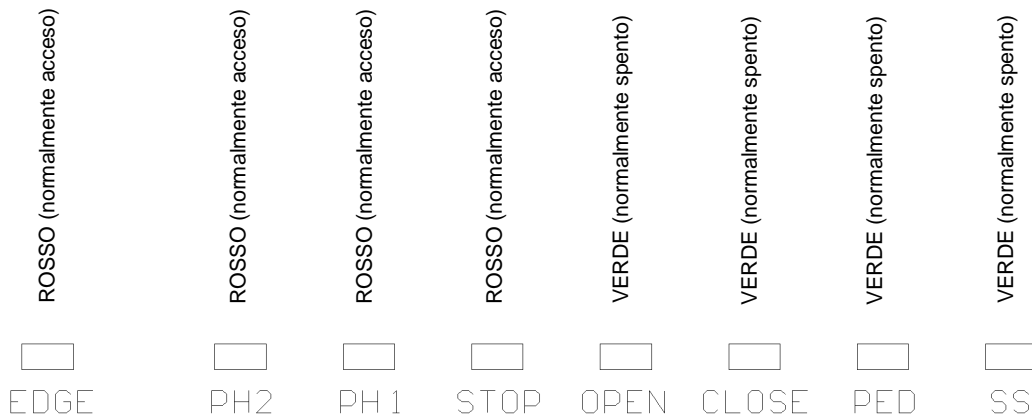 ROSSO (normalmente acceso)
ROSSO (normalmente acceso)
ROSSO (normalmente acceso)
ROSSO (normalmente acceso)
VERDE (normalmente spento)
VERDE (normalmente spento)
VERDE (normalmente spento)
VERDE (normalmente spento)
EDGE PH2 PH1 STOP OPEN CLOSE PED SS